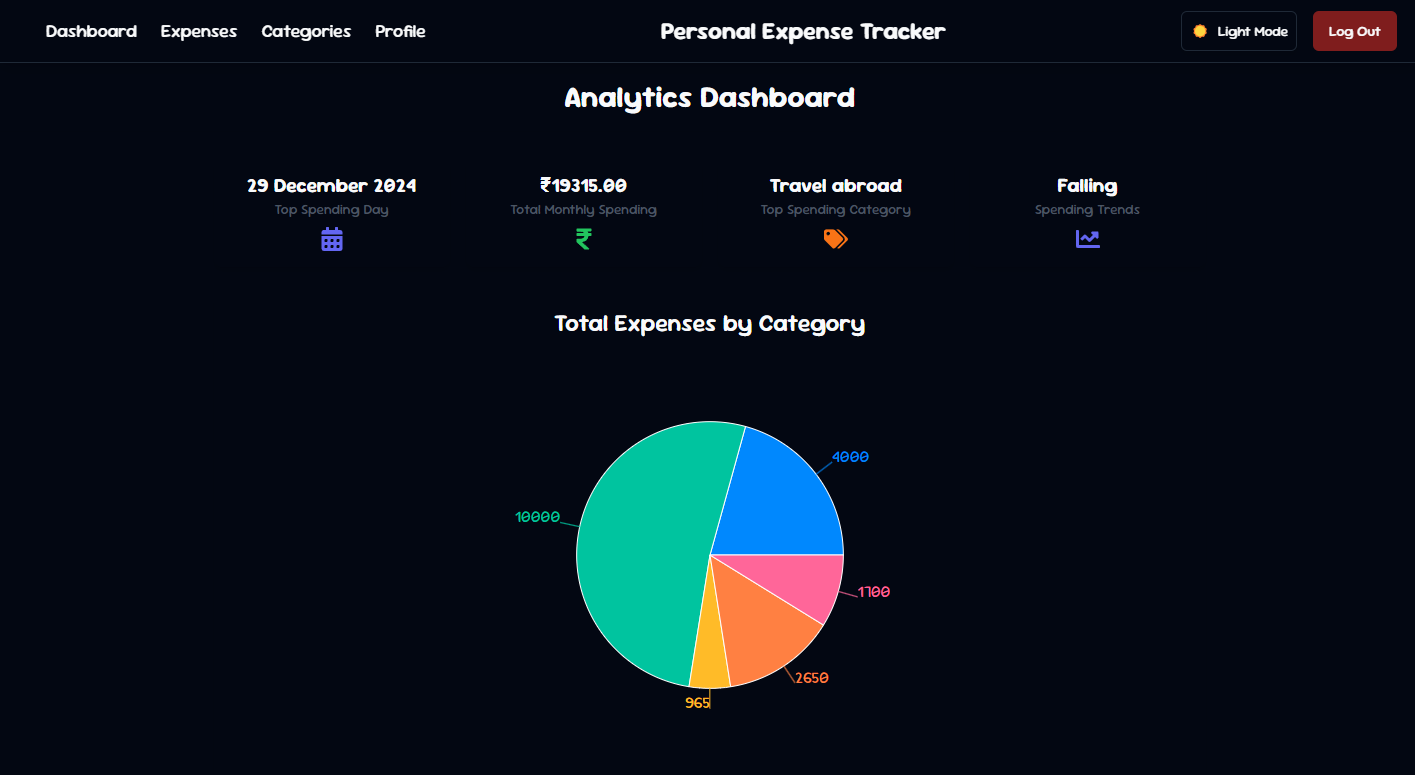 Dashboard Expenses Categories Profile Personal Expense Tracker Light Mode Log Out
Analytics Dashboard
29 December 2024 ₹19315.00 Travel abroad Falling
Top Spending Day Total Monthly Spending Top Spending Category Spending Trends
₹
Total Expenses by Category
4000
10000
1700
2650
965